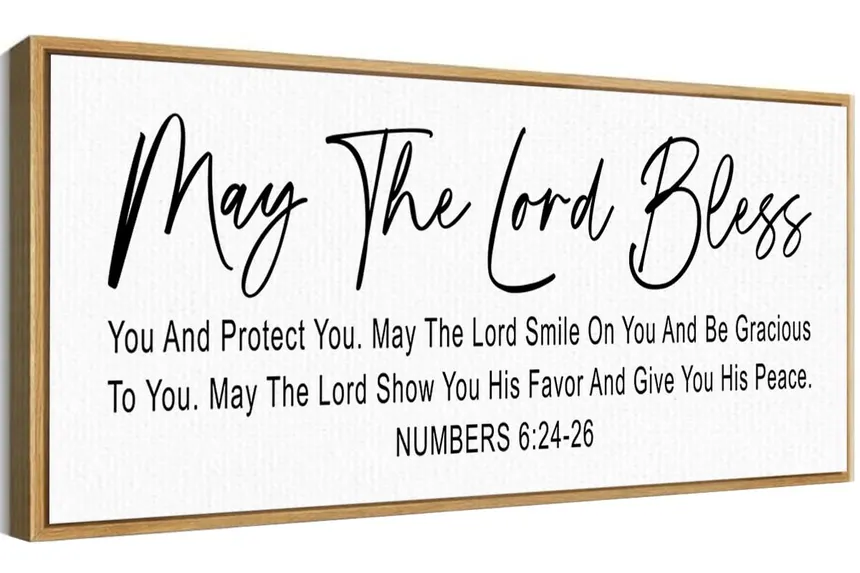 May The Lord Bless
You And Protect You. May The Lord Smile On You And Be Gracious
To You. May The Lord Show You His Favor And Give You His Peace.
NUMBERS 6:24-26